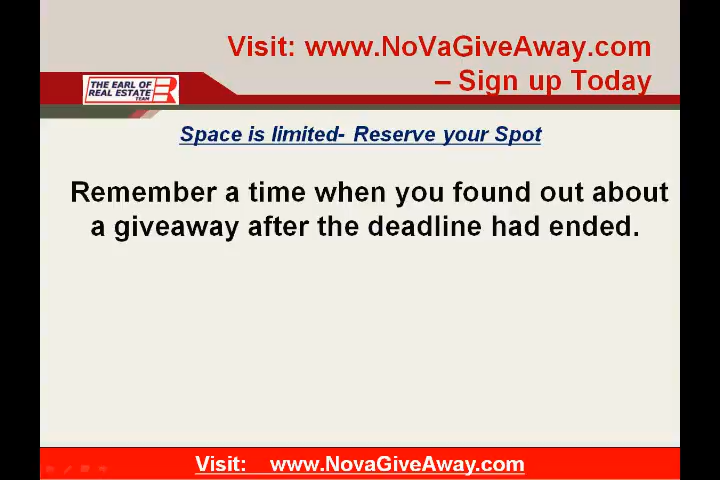 Visit: www.NoVaGiveAway.com
– Sign up Today
THE EARL OF
REAL ESTATE
TEAM
Space is limited- Reserve your Spot
Remember a time when you found out about
a giveaway after the deadline had ended.
Visit: www.NovaGiveAway.com